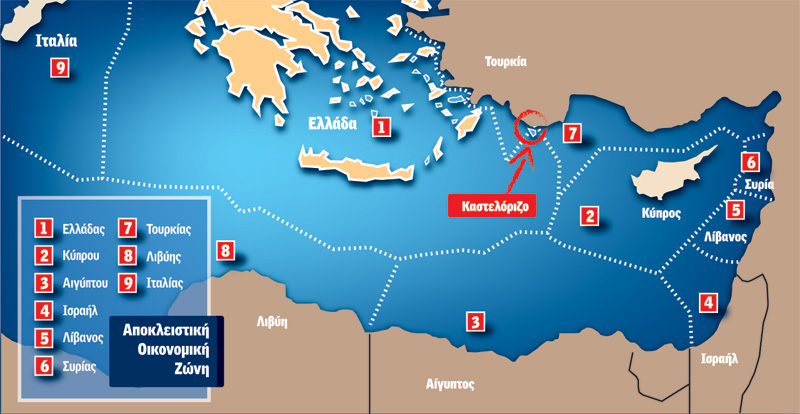 Ιταλία
9
Τουρκία
Ελλάδα
1
7
Καστελόριζο
6
Συρία
2
Κύπρος
5
Λίβανος
8
4
3
Λιβύη
Αίγυπτος
Ισραήλ
1 Ελλάδας
2 Κύπρου
3 Αιγύπτου
4 Ισραήλ
5 Λίβανος
6 Συρίας
7 Τουρκίας
8 Λιβύης
9 Ιταλίας
Αποκλειστική
Οικονομική
Ζώνη